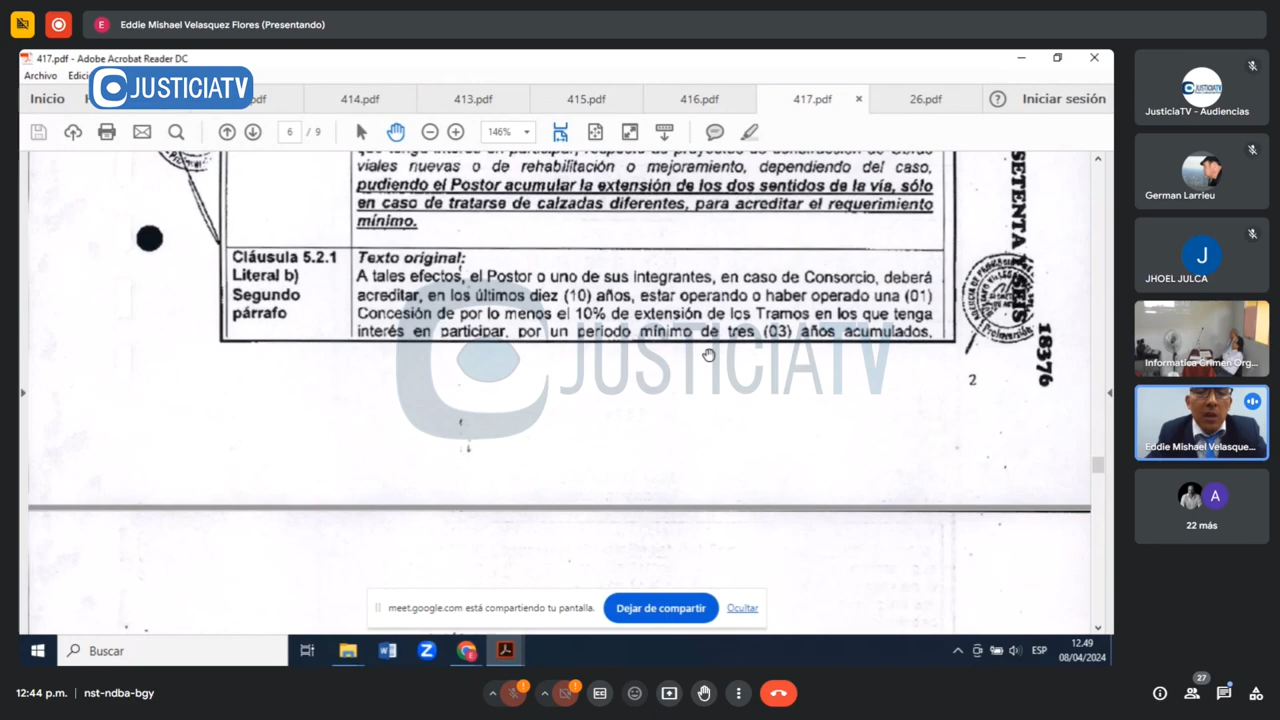 E Eddie Mishael Velasquez Flores (Presentando)
417.pdf - Adobe Acrobat Reader DC
Archivo
JUSTICIATV
Inicio
414.pdf
413.pdf
415.pdf
416.pdf
417.pdf
26.pdf
Iniciar sesión
6 / 9
146%
viales nuevas o de rehabilitación o mejoramiento, dependiendo del caso,
pudiendo el Postor acumular la extensión de los dos sentidos de la vía, sólo
en caso de tratarse de calzadas diferentes, para acreditar el requerimiento
mínimo.
Cláusula 5.2.1
Literal b)
Segundo
párrafo
Texto original:
A tales efectos, el Postor o uno de sus integrantes, en caso de Consorcio, deberá
acreditar, en los últimos diez (10) años, estar operando o haber operado una (01)
Concesión de por lo menos el 10% de extensión de los Tramos en los que tenga
interés en participar, por un periodo mínimo de tres (03) años acumulados,
SETENTA Y SEIS
18376
2
JUSTICIATV
meet.google.com está compartiendo tu pantalla.
Dejar de compartir
Ocultar
Buscar
ESP
12.49
08/04/2024
JusticiaTV - Audiencias
German Larrieu
J
JHOEL JULCA
Informatica Crimen Org...
Eddie Mishael Velasque...
A
22 más
12:44 p.m.
nst-ndba-bgy
27